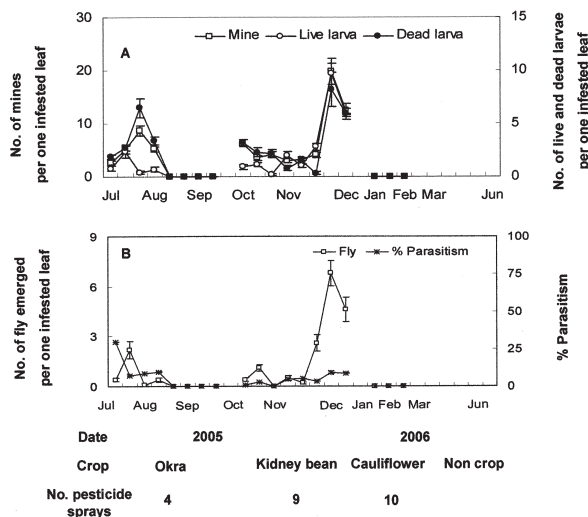 30
20
10
0
15
10
5
0
A
Mine Live larva Dead larva
No. of mines
per one infested leaf
No. of live and dead larvae
per one infested leaf
Jul Aug Sep Oct Nov Dec Jan Feb Mar Jun
9
6
3
0
100
75
50
25
0
B
Fly % Parasitism
No. of fly emerged
per one infested leaf
% Parasitism
Jul Aug Sep Oct Nov Dec Jan Feb Mar Jun
Date 2005 2006
Crop Okra Kidney bean Cauliflower Non crop
No. pesticide
sprays 4 9 10